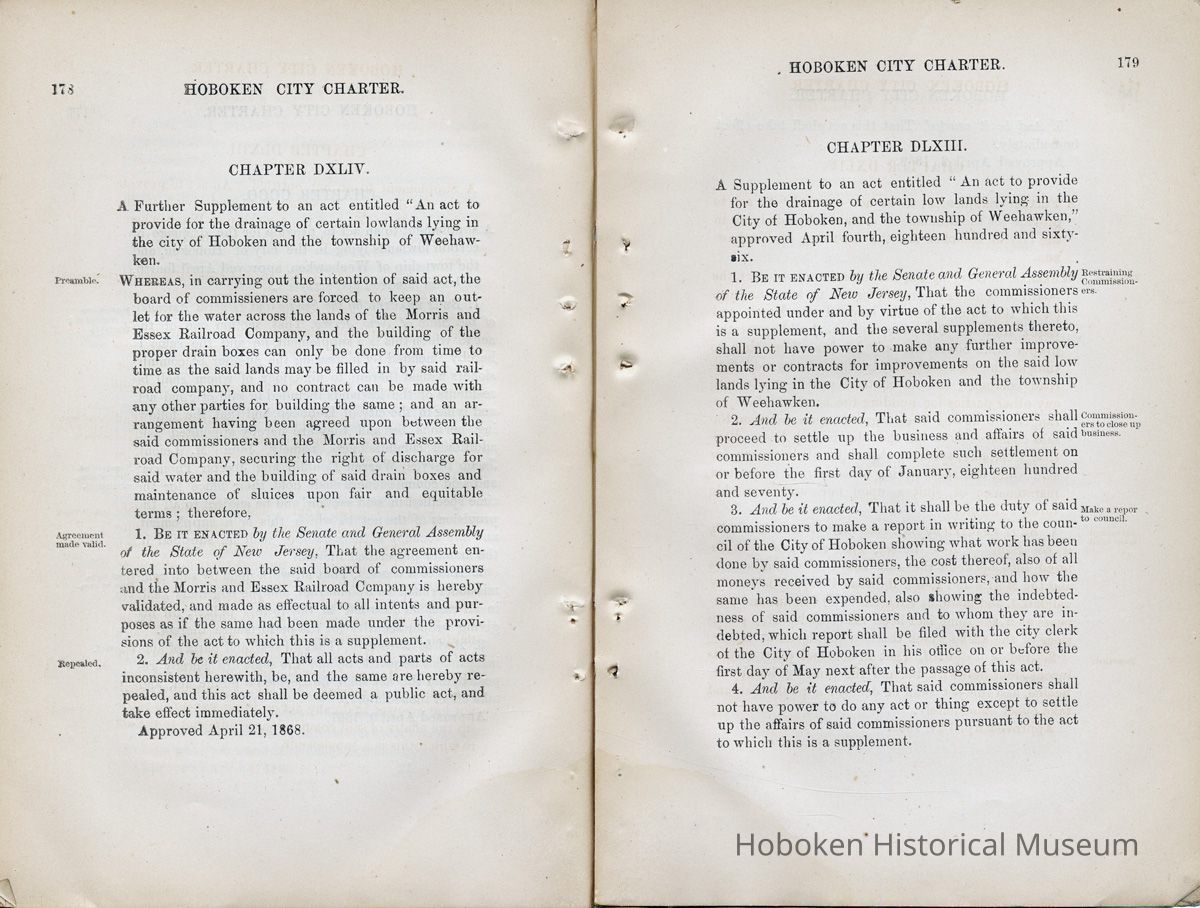 178
HOBOKEN CITY CHARTER.
CHAPTER DXLIV.
A Further Supplement to an act entitled "An act to
provide for the drainage of certain lowlands lying in
the city of Hoboken and the township of Weehaw-
ken.
Preamble.
WHEREAS, in carrying out the intention of said act, the
board of commissieners are forced to keep an out-
let for the water across the lands of the Morris and
Essex Railroad Company, and the building of the
proper drain boxes can only be done from time to
time as the said lands may be filled in by said rail-
road company, and no contract can be made with
any other parties for building the same ; and an ar-
rangement having been agreed upon between the
said commissioners and the Morris and Essex Rail-
road Company, securing the right of discharge for
said water and the building of said drain boxes and
maintenance of sluices upon fair and equitable
terms ; therefore,
Agreement
made valid.
1. BE IT ENACTED by the Senate and General Assembly
of the State of New Jersey, That the agreement en-
tered into between the said board of commissioners
and the Morris and Essex Railroad Company is hereby
validated, and made as effectual to all intents and pur-
poses as if the same had been made under the provi-
sions of the act to which this is a supplement.
Repealed.
2. And be it enacted, That all acts and parts of acts
inconsistent herewith, be, and the same are hereby re-
pealed, and this act shall be deemed a public act, and
take effect immediately.
Approved April 21, 1868.
HOBOKEN CITY CHARTER.
179
CHAPTER DLXIII.
A Supplement to an act entitled " An act to provide
for the drainage of certain low lands lying in the
City of Hoboken, and the township of Weehawken,"
approved April fourth, eighteen hundred and sixty-
six.
1. BE IT ENACTED by the Senate and General Assembly
of the State of New Jersey, That the commissioners
appointed under and by virtue of the act to which this
is a supplement, and the several supplements thereto,
shall not have power to make any further improve-
ments or contracts for improvements on the said low
lands lying in the City of Hoboken and the township
of Weehawken.
Restraining
Commission-
ers.
2. And be it enacted, That said commissioners shall
proceed to settle up the business and affairs of said
commissioners and shall complete such settlement on
or before the first day of January, eighteen hundred
and seventy.
Commission-
ers to close up
business.
3. And be it enacted, That it shall be the duty of said
commissioners to make a report in writing to the coun-
cil of the City of Hoboken showing what work has been
done by said commissioners, the cost thereof, also of all
moneys received by said commissioners, and how the
same has been expended, also showing the indebted-
ness of said commissioners and to whom they are in-
debted, which report shall be filed with the city clerk
of the City of Hoboken in his office on or before the
first day of May next after the passage of this act.
Make a repor
to council.
4. And be it enacted, That said commissioners shall
not have power to do any act or thing except to settle
up the affairs of said commissioners pursuant to the act
to which this is a supplement.
Hoboken Historical Museum